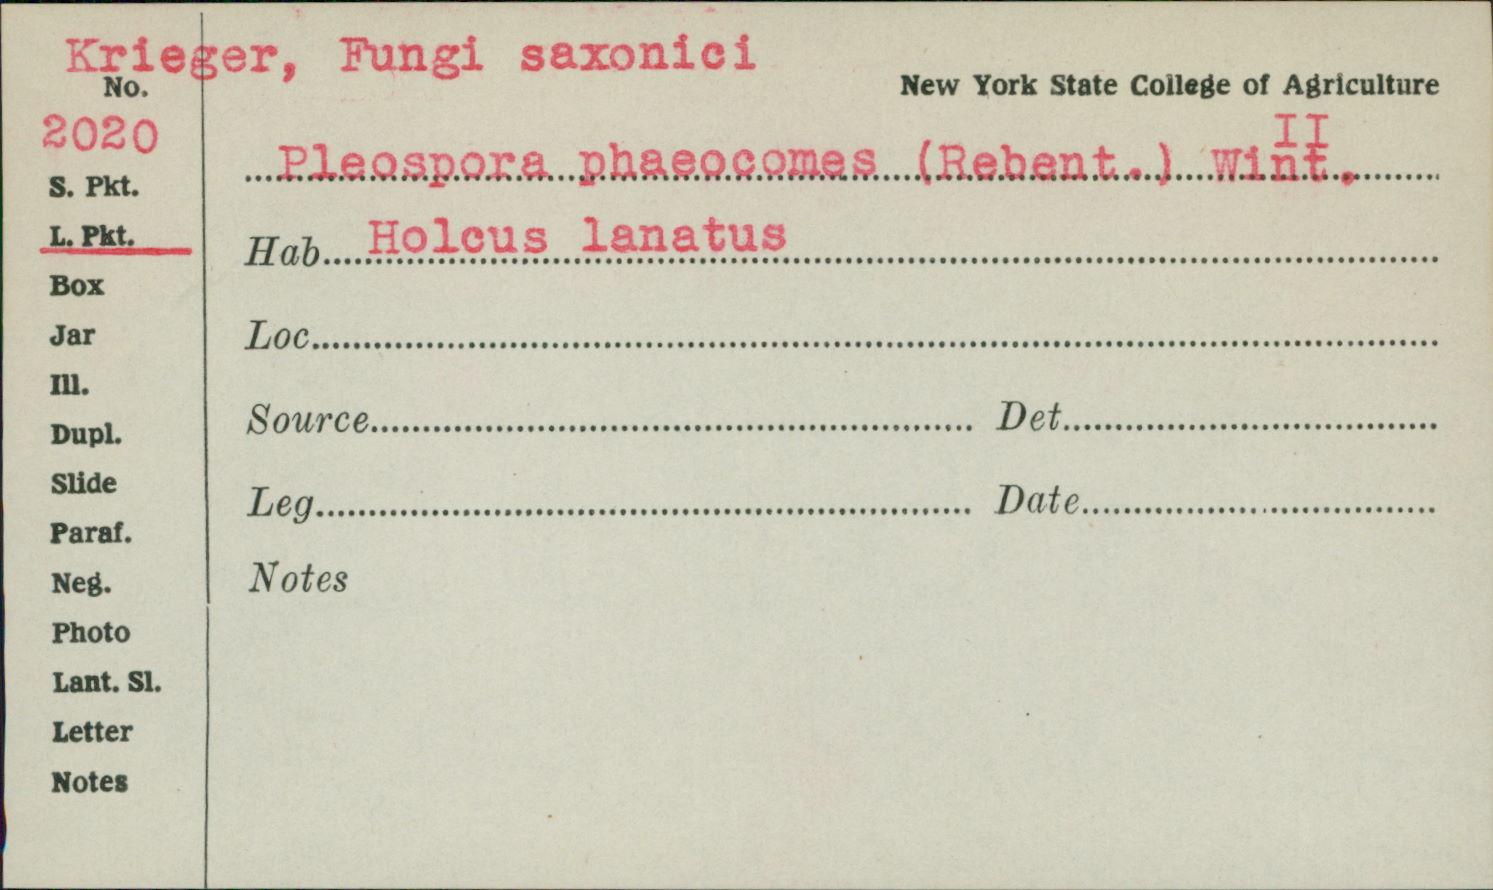 Krieger, Fungi saxonici
No.
New York State College of Agriculture
2020
II
Pleospora phaeocomes (Rebent.) Wint.
S. Pkt.
L. Pkt.
Hab. Holcus lanatus
Box
Jar
Loc.
Ill.
Dupl.
Source Det.
Slide
Leg. Date
Paraf.
Neg.
Notes
Photo
Lant. Sl.
Letter
Notes